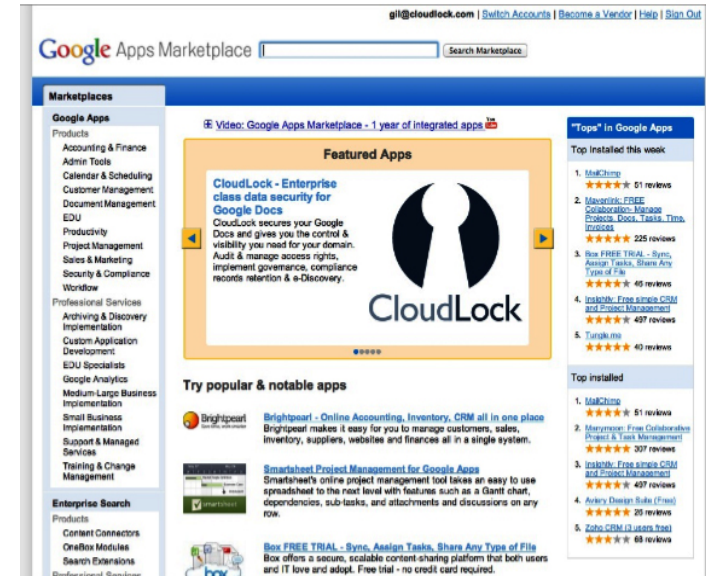 gil@cloudlock.com | Switch Accounts | Become a Vendor | Help | Sign Out
Google Apps Marketplace
Search Marketplace
Marketplaces
Google Apps
Products
Accounting & Finance
Admin Tools
Calendar & Scheduling
Customer Management
Document Management
EDU
Productivity
Project Management
Sales & Marketing
Security & Compliance
Workflow
Professional Services
Archiving & Discovery
Implementation
Custom Application
Development
EDU Specialists
Google Analytics
Medium-Large Business
Implementation
Small Business
Implementation
Support & Managed
Services
Training & Change
Management
Enterprise Search
Products
Content Connectors
OneBox Modules
Search Extensions
Professional Services
Video: Google Apps Marketplace - 1 year of integrated apps
Featured Apps
CloudLock - Enterprise
class data security for
Google Docs
CloudLock secures your Google
Docs and gives you the control &
visibility you need for your domain.
Audit & manage access rights,
implement governance, compliance
records retention & e-Discovery.
CloudLock
Try popular & notable apps
Brightpearl
Brightpearl - Online Accounting, Inventory, CRM all in one place
Brightpearl makes it easy for you to manage customers, sales,
inventory, suppliers, websites and finances all in a single system.
smartsheet
Smartsheet Project Management for Google Apps
Smartsheet's online project management tool takes an easy to use
spreadsheet to the next level with features such as a Gantt chart,
dependencies, sub-tasks, and attachments and discussions on any
row.
box
Box FREE TRIAL - Sync, Assign Tasks, Share Any Type of File
Box offers a secure, scalable content-sharing platform that both users
and IT love and adopt. Free trial - no credit card required.
"Tops" in Google Apps
Top Installed this week
1. MailChimp
51 reviews
2. Mavenlink: FREE
Collaboration- Manage
Projects, Docs, Tasks, Time,
Invoices
225 reviews
3. Box FREE TRIAL - Sync,
Assign Tasks, Share Any
Type of File
46 reviews
4. Insightly: Free simple CRM
and Project Management
497 reviews
5. Tungle.me
40 reviews
Top installed
1. MailChimp
51 reviews
2. Manymoon: Free Collaborative
Project & Task Management
307 reviews
3. Insightly: Free simple CRM
and Project Management
497 reviews
4. Aviary Design Suite (Free)
26 reviews
5. Zoho CRM (3 users free)
68 reviews